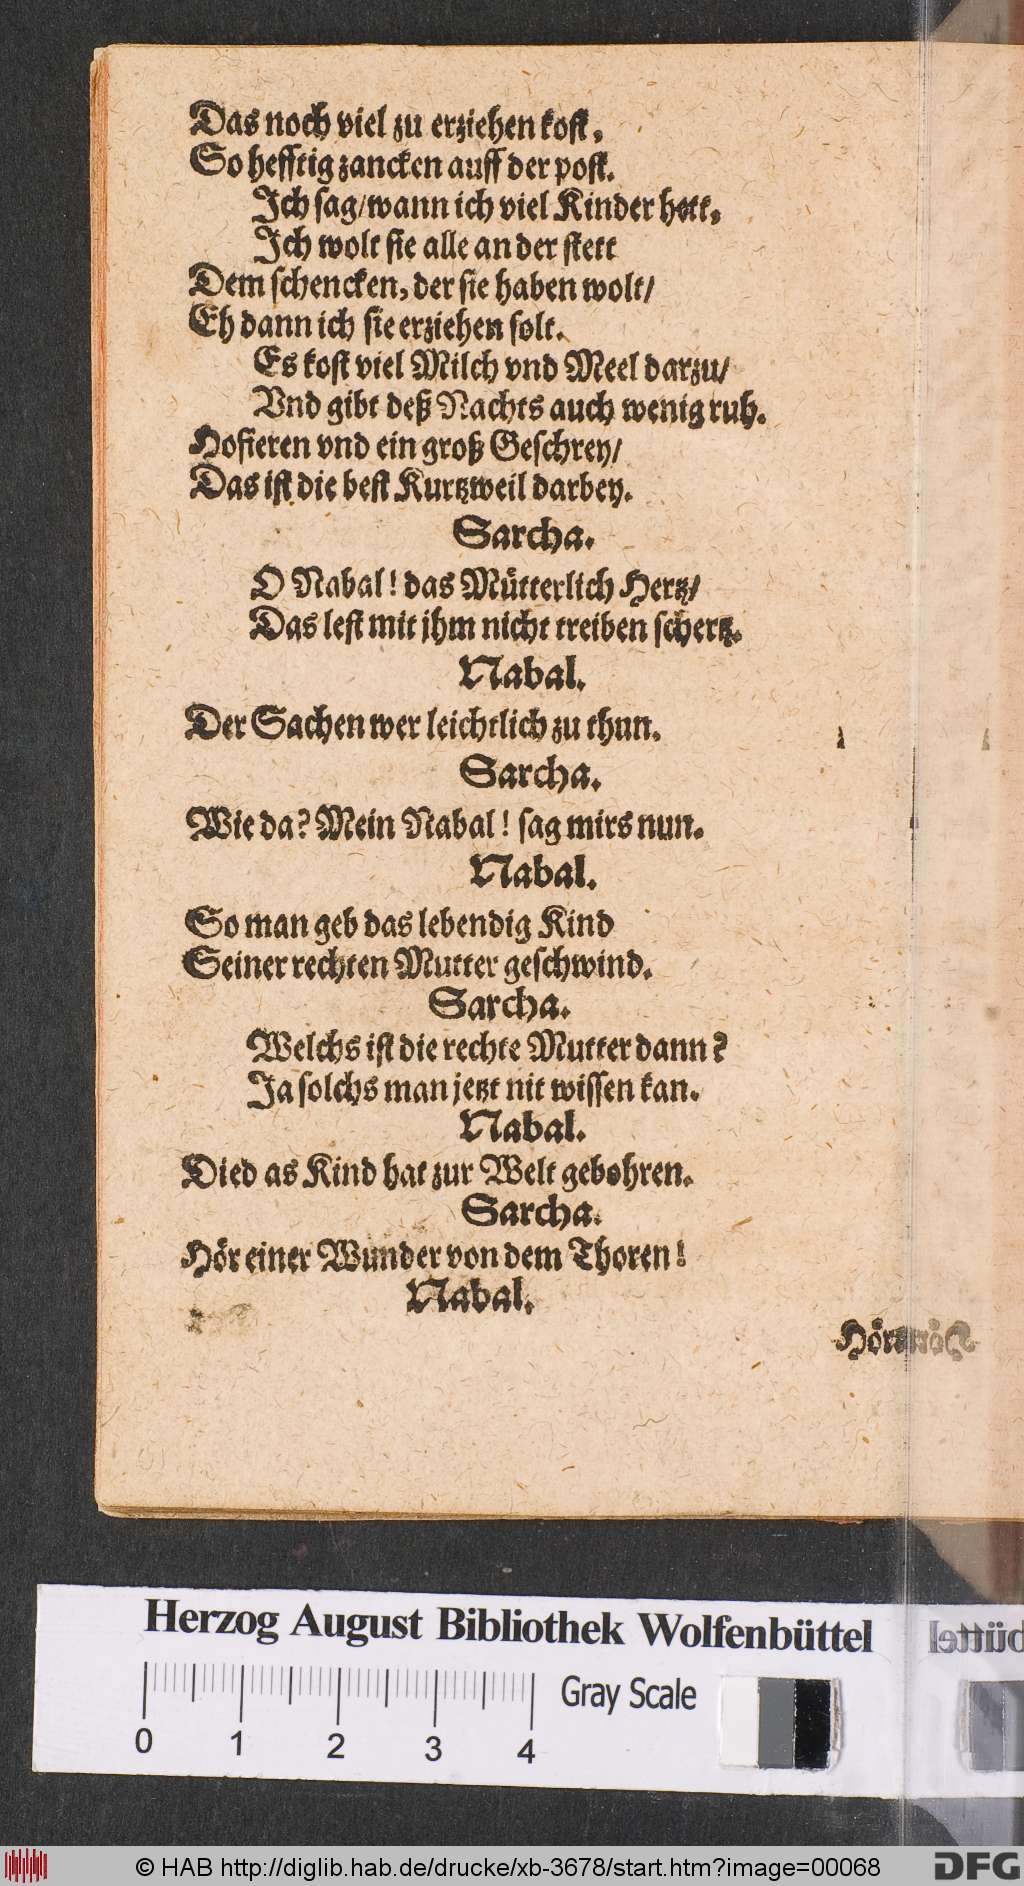 Das noch viel zu erziehen kost,
So hefftig zancken auff der post.
Ich sag/wann ich viel Kinder hett,
Ich wolt sie alle an der stett
Dem schencken, der sie haben wolt/
Eh dann ich sie erziehen solt.
Es kost viel Milch vnd Meel darzu/
Vnd gibt deß Nachts auch wenig ruh.
Hofieren vnd ein groß Geschrey/
Das ist die best Kurtzweil darbey.
Sarcha.
O Nabal! das Mütterlich Hertz/
Das lest mit jhm nicht treiben schertz.
Nabal.
Der Sachen wer leichtlich zu thun.
Sarcha.
Wie da? Mein Nabal! sag mirs nun.
Nabal.
So man geb das lebendig Kind
Seiner rechten Mutter geschwind.
Sarcha.
Welchs ist die rechte Mutter dann?
Ja solchs man jetzt nit wissen kan.
Nabal.
Died as Kind hat zur Welt gebohren.
Sarcha.
Hör einer Wunder von dem Thoren!
Nabal.
Herzog August Bibliothek Wolfenbüttel
0 1 2 3 4 Gray Scale
© HAB http://diglib.hab.de/drucke/xb-3678/start.htm?image=00068 DFG